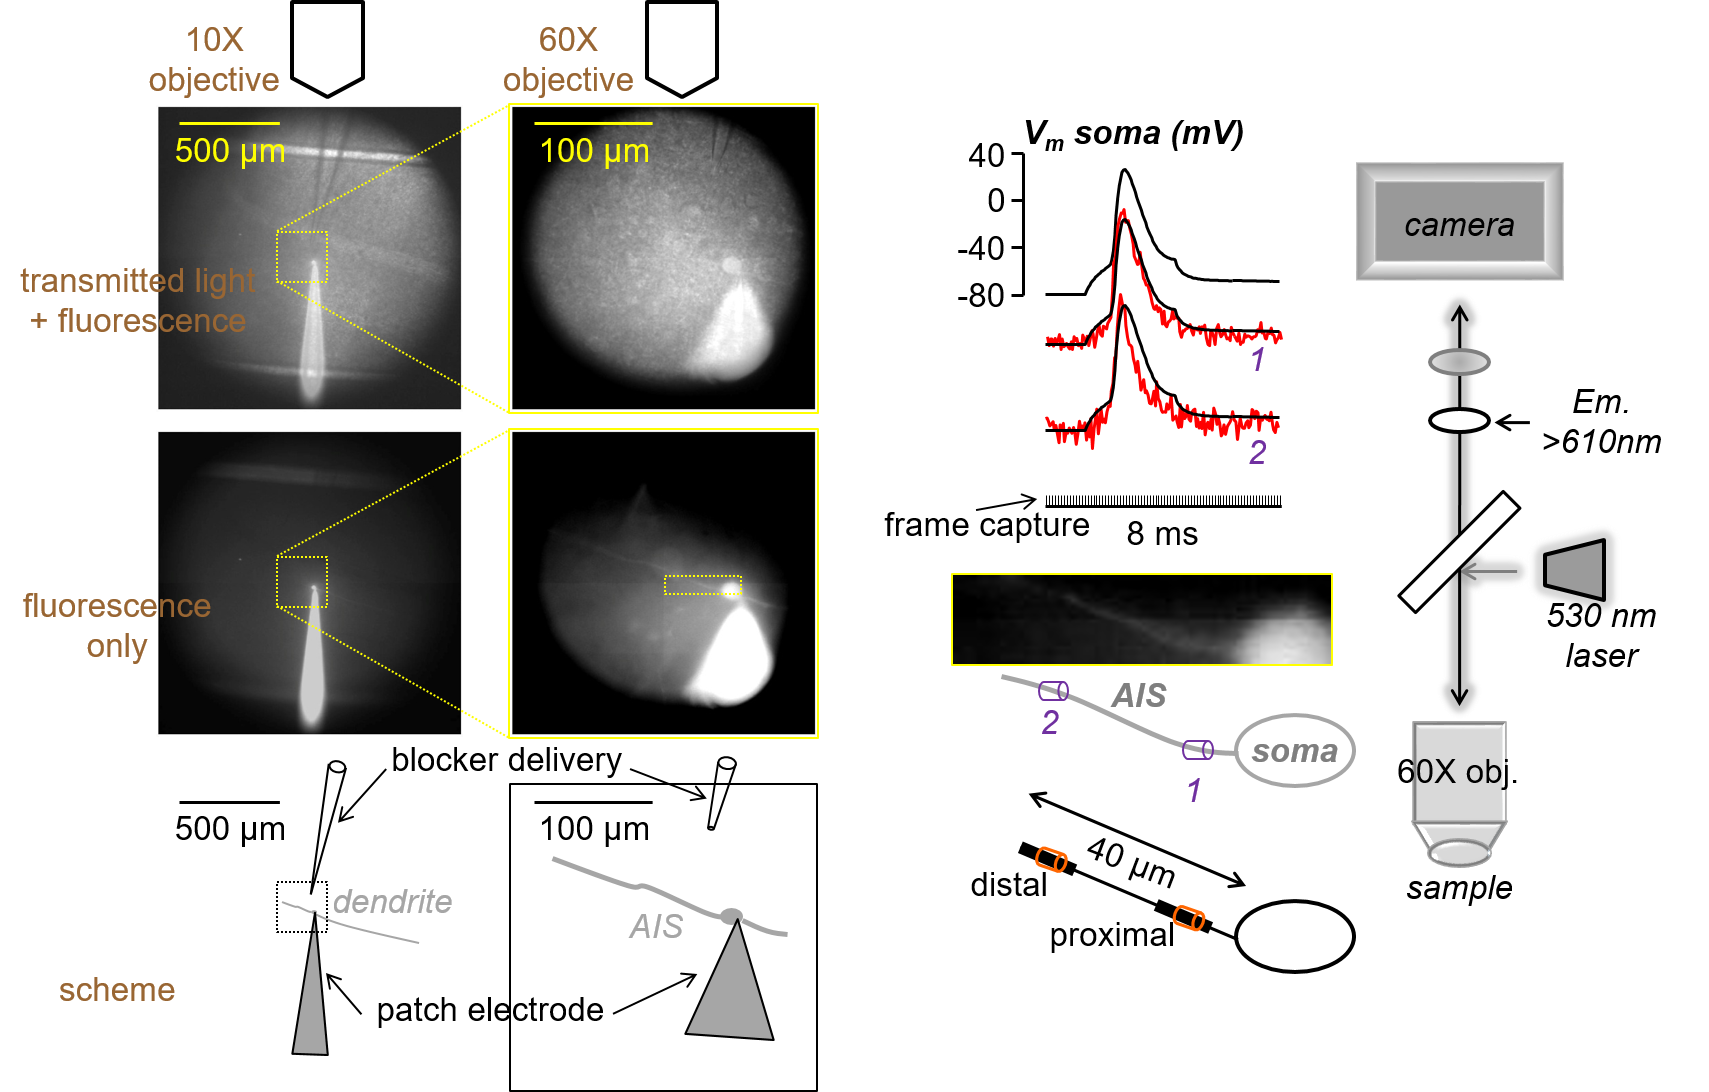 10X
objective
60X
objective
500 µm
100 µm
transmitted light
+ fluorescence
fluorescence
only
blocker delivery
500 µm
100 µm
dendrite
AIS
scheme
patch electrode
Vm soma (mV)
40
0
-40
-80
1
2
frame capture
8 ms
AIS
2
soma
1
40 µm
distal
proximal
camera
Em.
>610nm
530 nm
laser
60X obj.
sample